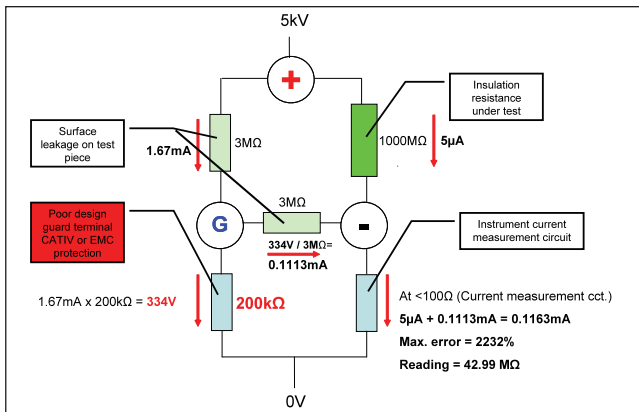 5kV
+
Insulation
resistance
under test
Surface
leakage on test
piece
1.67mA
3MΩ
1000MΩ
5µA
3MΩ
G
-
Poor design
guard terminal
CATIV or EMC
protection
334V / 3MΩ=
0.1113mA
Instrument current
measurement circuit
1.67mA x 200kΩ = 334V
200kΩ
At <100Ω (Current measurement cct.)
5µA + 0.1113mA = 0.1163mA
Max. error = 2232%
Reading = 42.99 MΩ
0V